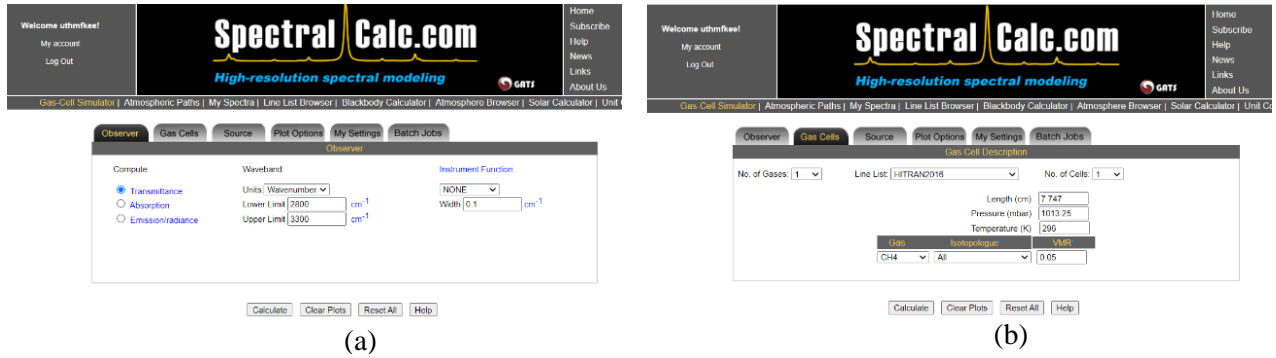 Welcome uthmfkee!
My account
Log Out
Spectral Calc.com
High-resolution spectral modeling
GATS
Home
Subscribe
Help
News
Links
About Us
Gas-Cell Simulator | Atmospheric Paths | My Spectra | Line List Browser | Blackbody Calculator | Atmosphere Browser | Solar Calculator | Unit
Observer Gas Cells Source Plot Options My Settings Batch Jobs
Observer
Compute: Waveband Instrument Function:
Transmittance Units: Wavenumber NONE
Absorption Lower Limit 2800 cm-1 Width 0.1 cm-1
Emission/radiance Upper Limit 3300 cm-1
Calculate Clear Plots Reset All Help
(a)
Welcome uthmfkee!
My account
Log Out
Spectral Calc.com
High-resolution spectral modeling
GATS
Home
Subscribe
Help
News
Links
About Us
Gas-Cell Simulator | Atmospheric Paths | My Spectra | Line List Browser | Blackbody Calculator | Atmosphere Browser | Solar Calculator | Unit Co
Observer Gas Cells Source Plot Options My Settings Batch Jobs
Gas Cell Description
No. of Gases: 1 Line List: HITRAN2016 No. of Cells: 1
Length (cm) 7.747
Pressure (mbar) 1013.25
Temperature (K) 296
Gas Isotopologue VMR
CH4 All 0.05
Calculate Clear Plots Reset All Help
(b)